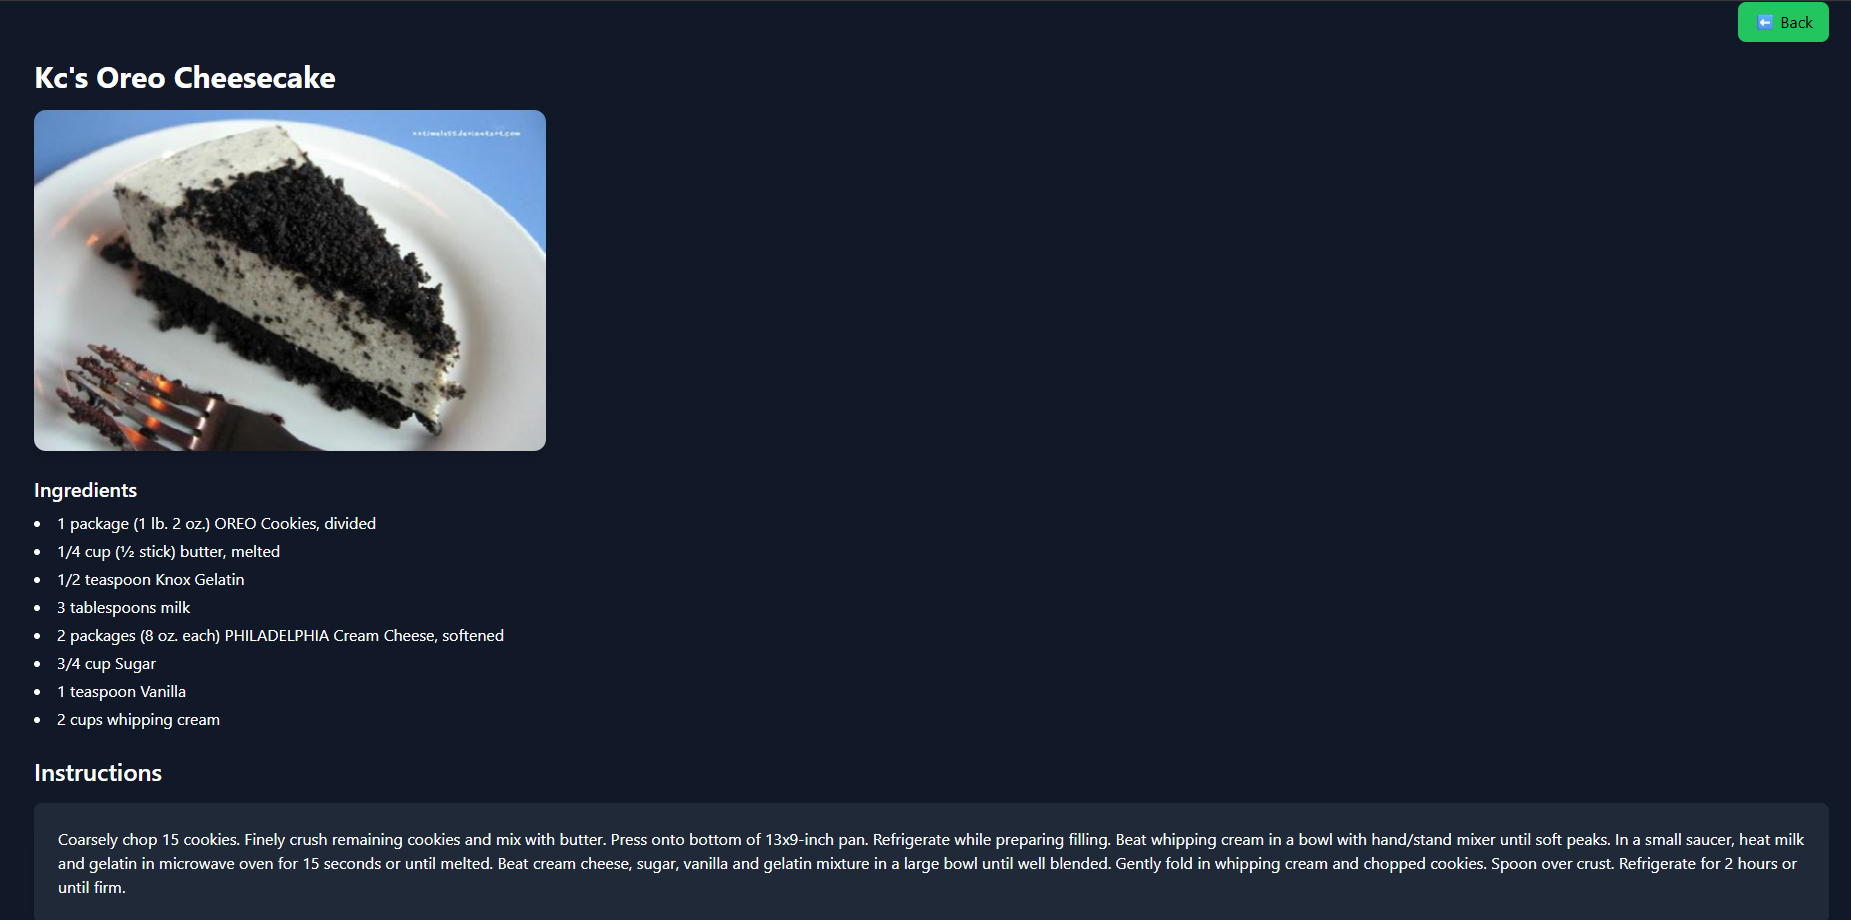 Back
Kc's Oreo Cheesecake
Ingredients
1 package (1 lb. 2 oz.) OREO Cookies, divided
1/4 cup (½ stick) butter, melted
1/2 teaspoon Knox Gelatin
3 tablespoons milk
2 packages (8 oz. each) PHILADELPHIA Cream Cheese, softened
3/4 cup Sugar
1 teaspoon Vanilla
2 cups whipping cream
Instructions
Coarsely chop 15 cookies. Finely crush remaining cookies and mix with butter. Press onto bottom of 13x9-inch pan. Refrigerate while preparing filling. Beat whipping cream in a bowl with hand/stand mixer until soft peaks. In a small saucer, heat milk
and gelatin in microwave oven for 15 seconds or until melted. Beat cream cheese, sugar, vanilla and gelatin mixture in a large bowl until well blended. Gently fold in whipping cream and chopped cookies. Spoon over crust. Refrigerate for 2 hours or
until firm.